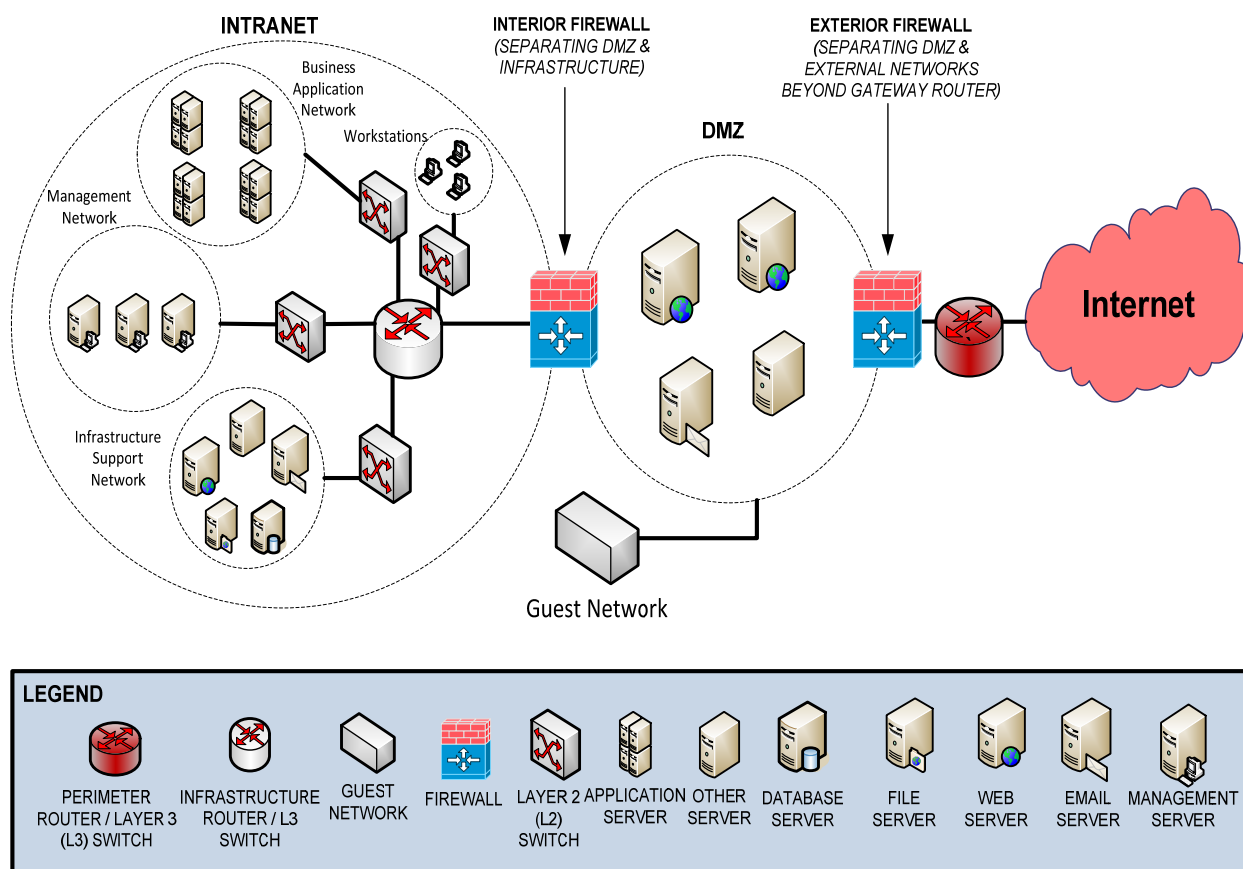 INTRANET
INTERIOR FIREWALL
(SEPARATING DMZ &
INFRASTRUCTURE)
EXTERIOR FIREWALL
(SEPARATING DMZ &
EXTERNAL NETWORKS
BEYOND GATEWAY ROUTER)
Business
Application
Network
Workstations
DMZ
Management
Network
Internet
Infrastructure
Support
Network
Guest Network
LEGEND
PERIMETER
ROUTER / LAYER 3
(L3) SWITCH
INFRASTRUCTURE
ROUTER / L3
SWITCH
GUEST
NETWORK
FIREWALL
LAYER 2
(L2)
SWITCH
APPLICATION
SERVER
OTHER
SERVER
DATABASE
SERVER
FILE
SERVER
WEB
SERVER
EMAIL
SERVER
MANAGEMENT
SERVER